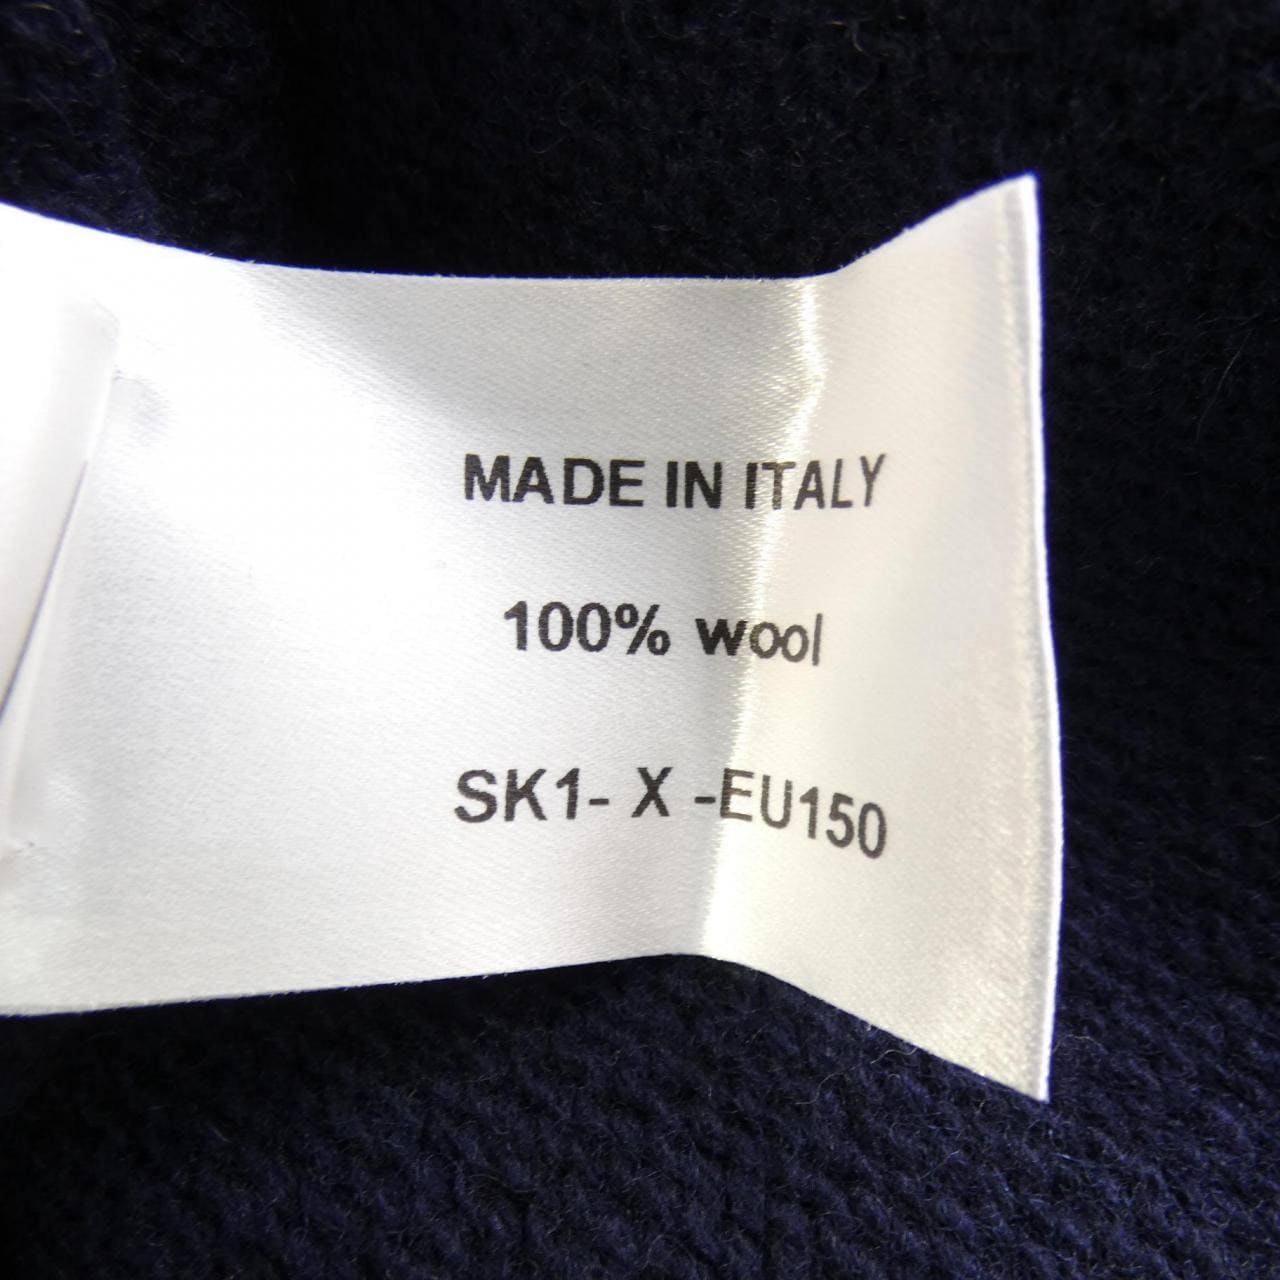 MADE IN ITALY
100% wool
SK1- X -EU150